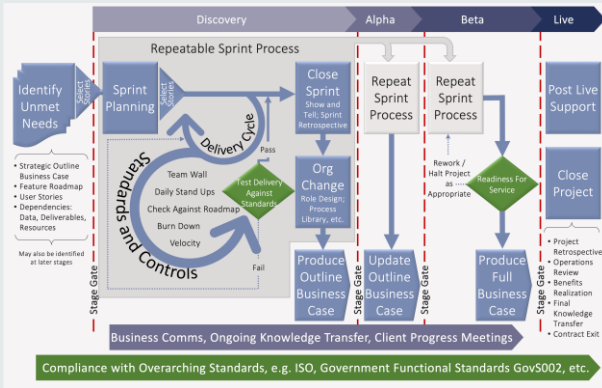 Discovery
Alpha
Beta
Live
Repeatable Sprint Process
Identify
Unmet
Needs
Select
Stories
Sprint
Planning
Select
Stories
Close
Sprint
Show and
Tell; Sprint
Retrospective
Repeat
Sprint
Process
Repeat
Sprint
Process
Post Live
Support
Delivery Cycle
Pass
Standards and Controls
Team Wall
Daily Stand Ups
Check Against Roadmap
Burn Down
Velocity
Test Delivery
Against
Standards
Fail
Org
Change
Role Design;
Process
Library, etc.
Rework /
Halt Project
as
Appropriate
Readiness For
Service
Close
Project
• Strategic Outline
Business Case
• Feature Roadmap
• User Stories
• Dependencies:
Data, Deliverables,
Resources
May also be identified
at later stages
Produce
Outline
Business
Case
Update
Outline
Business
Case
Produce
Full
Business
Case
• Project
Retrospective
• Operations
Review
• Benefits
Realization
• Final
Knowledge
Transfer
• Contract Exit
Stage Gate
Stage Gate
Stage Gate
Stage Gate
Business Comms, Ongoing Knowledge Transfer, Client Progress Meetings
Compliance with Overarching Standards, e.g. ISO, Government Functional Standards GovS002, etc.